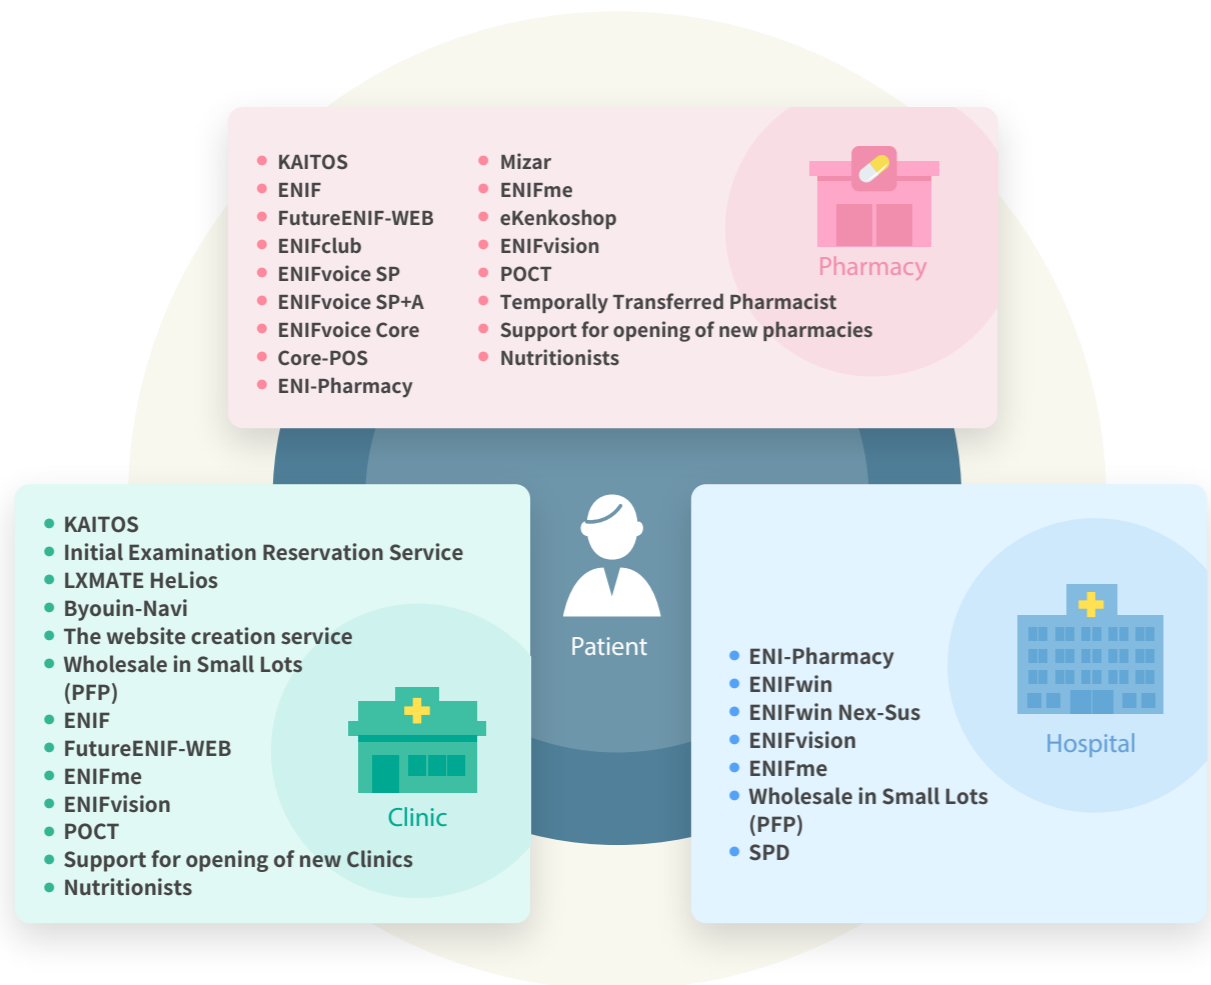 KAITOS
ENIF
FutureENIF-WEB
ENIFclub
ENIFvoice SP
ENIFvoice SP+A
ENIFvoice Core
Core-POS
ENI-Pharmacy
Mizar
ENIFme
eKenkoshop
ENIFvision
POCT
Temporally Transferred Pharmacist
Support for opening of new pharmacies
Nutritionists
Pharmacy
Patient
KAITOS
Initial Examination Reservation Service
LXMATE HeLios
Byouin-Navi
The website creation service
Wholesale in Small Lots
(PFP)
ENIF
FutureENIF-WEB
ENIFme
ENIFvision
POCT
Support for opening of new Clinics
Nutritionists
Clinic
ENI-Pharmacy
ENIFwin
ENIFwin Nex-Sus
ENIFvision
ENIFme
Wholesale in Small Lots
(PFP)
SPD
Hospital